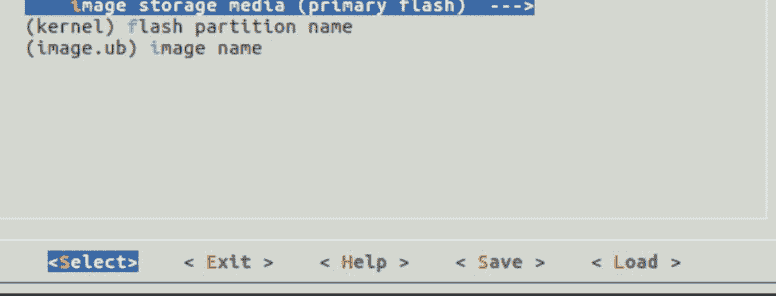 image storage media (primary flash)  --->
(kernel) flash partition name
(image.ub) image name
<Select>    < Exit >    < Help >    < Save >    < Load >